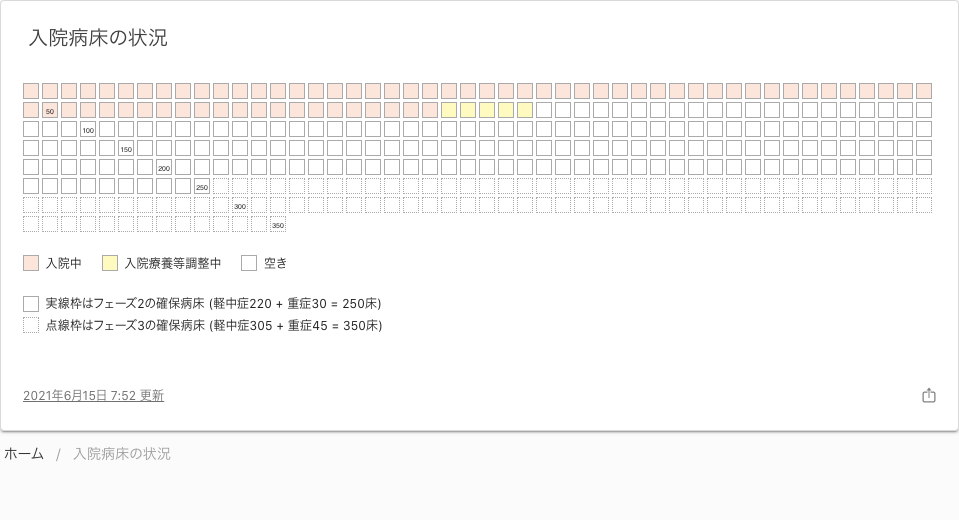 入院病床の状況
50
100
150
200
250
300
350
入院中 入院療養等調整中 空き
実線枠はフェーズ2の確保病床 (軽中症220 + 重症30 = 250床)
点線枠はフェーズ3の確保病床 (軽中症305 + 重症45 = 350床)
2021年6月15日 7:52 更新
ホーム / 入院病床の状況